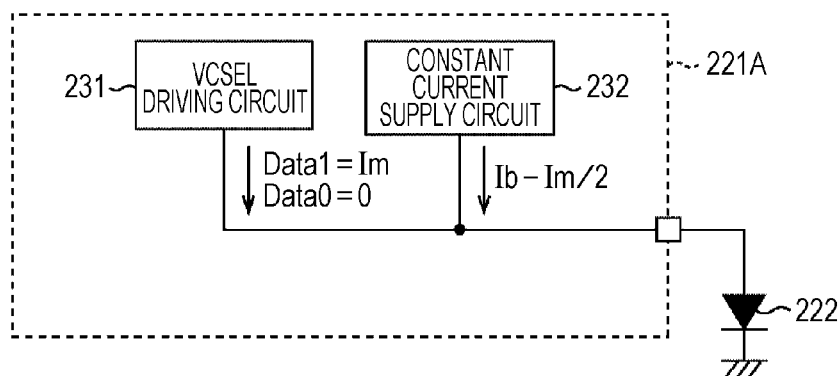 231
VCSEL
DRIVING CIRCUIT
CONSTANT
CURRENT
SUPPLY CIRCUIT
232
221A
Data1=Im
Data0=0
Ib-Im/2
222